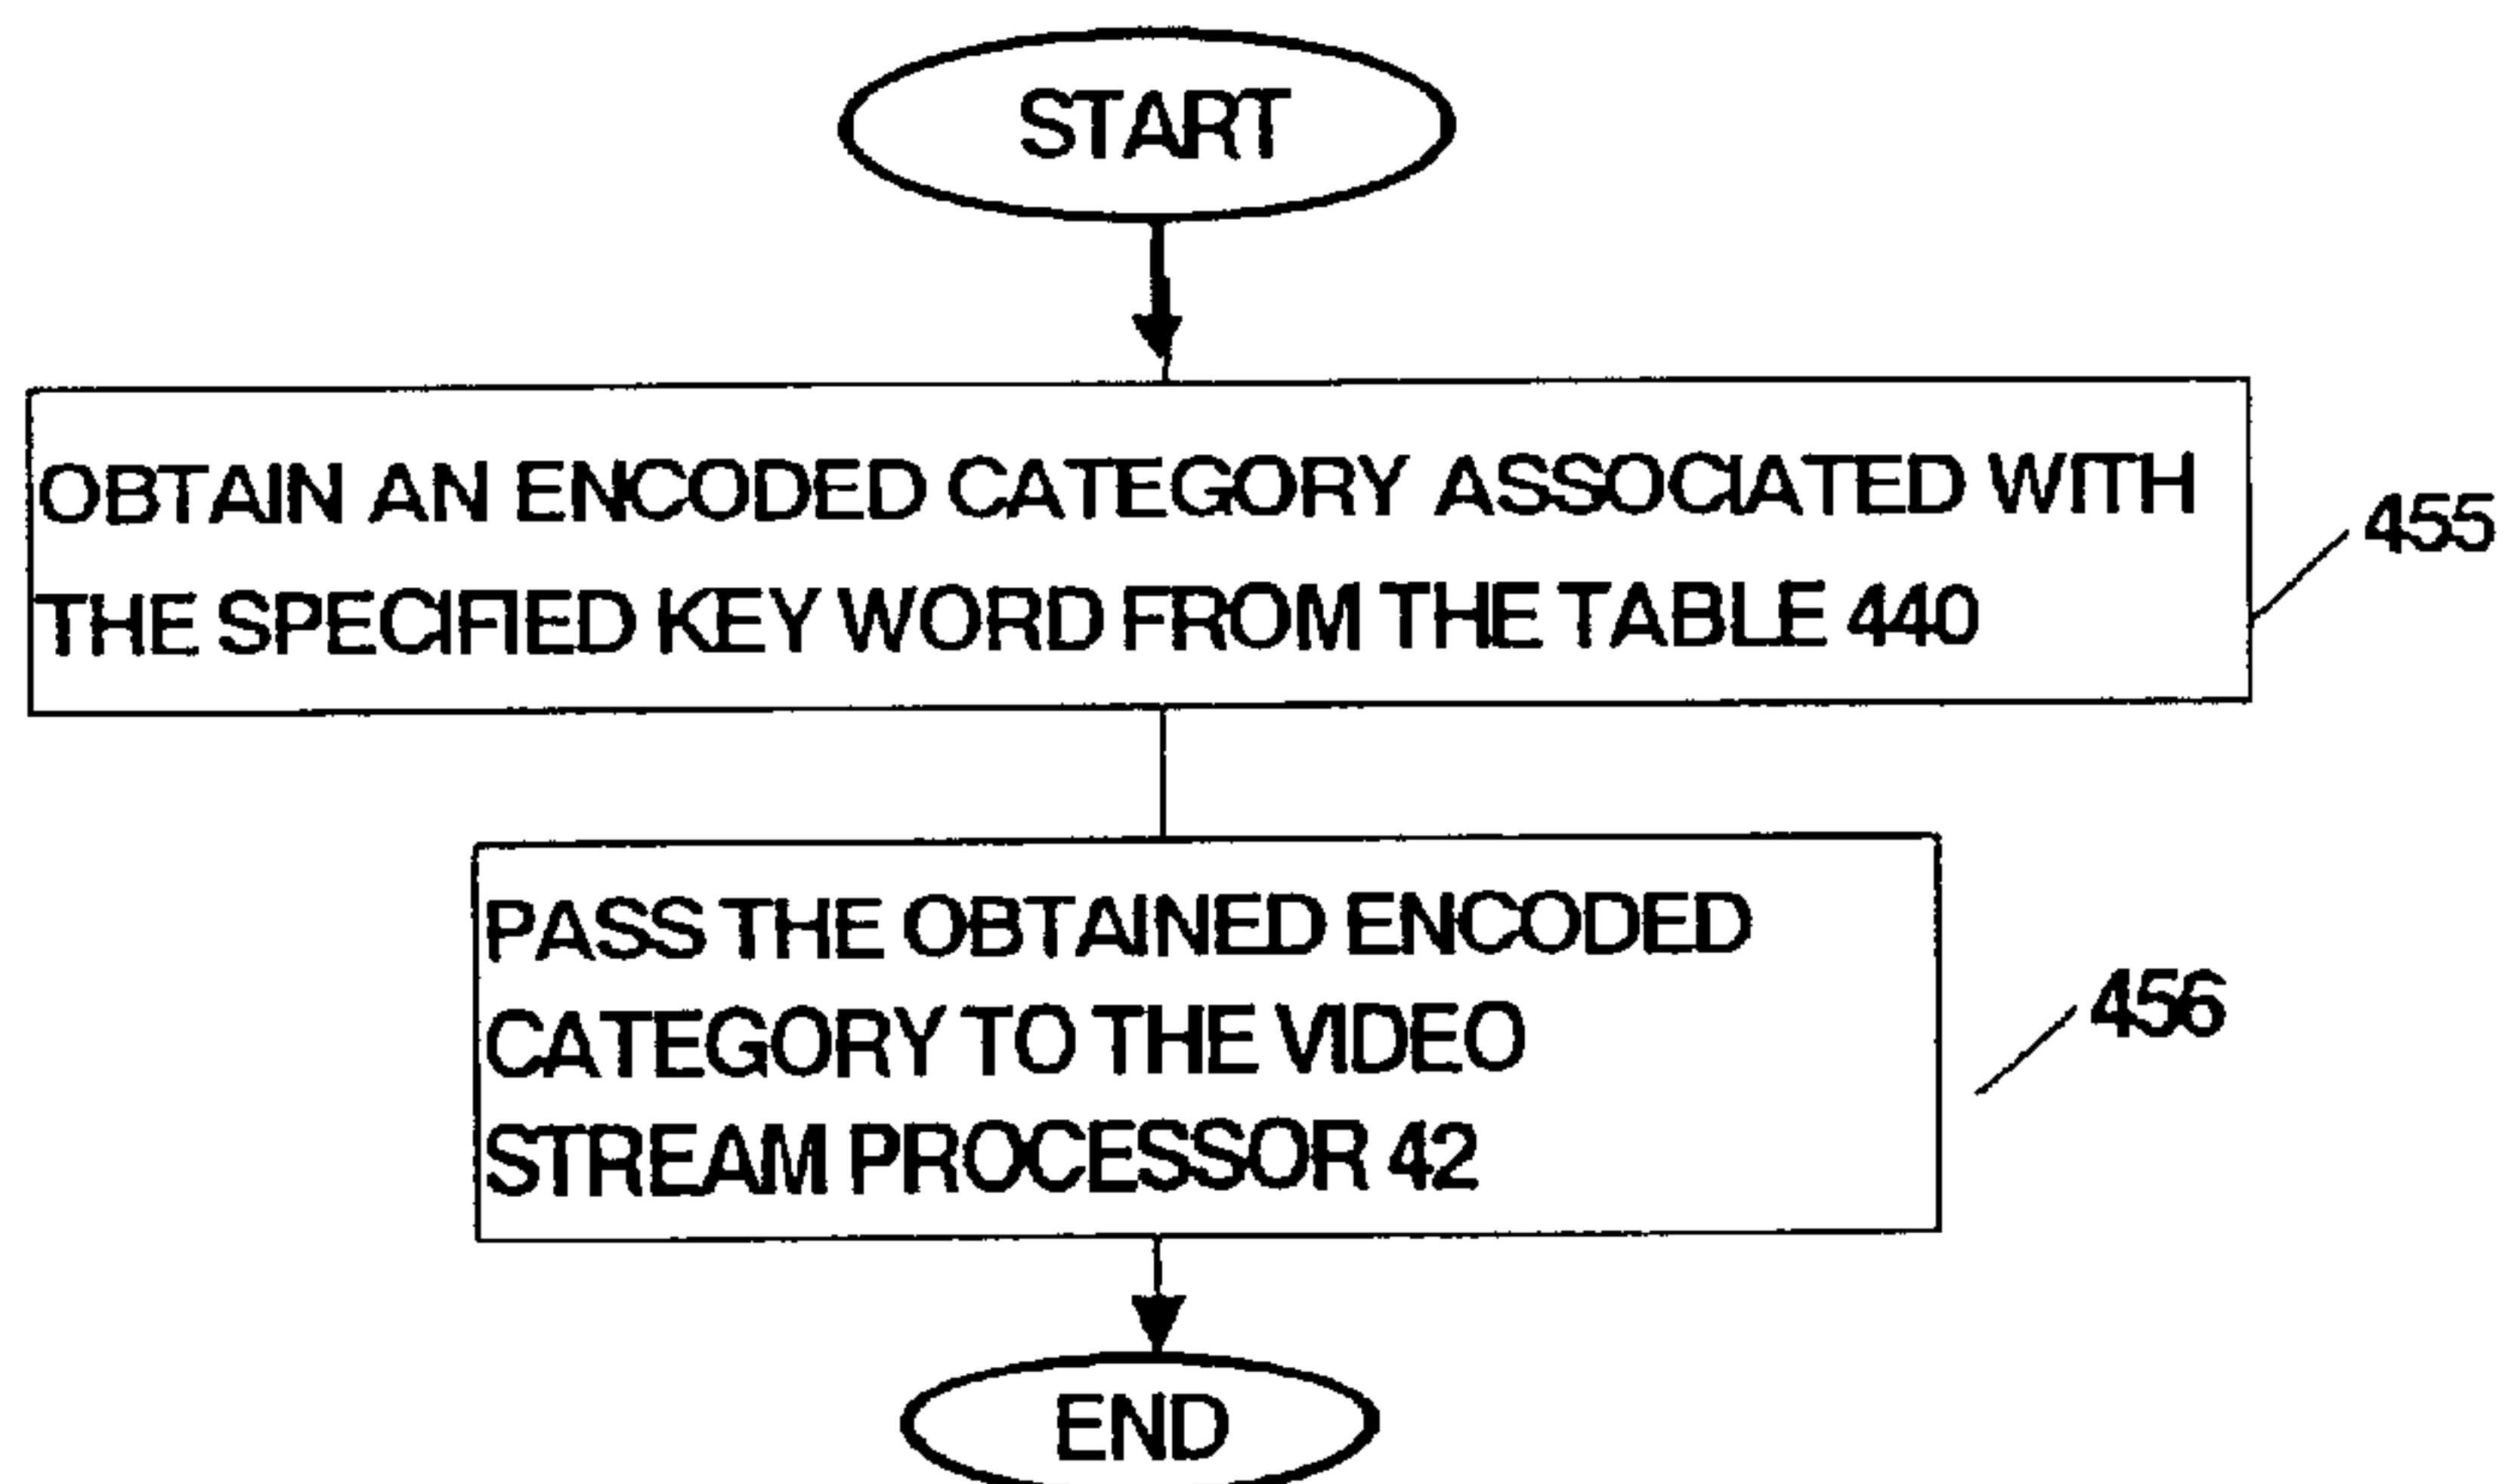 START
OBTAIN AN ENCODED CATEGORY ASSOCIATED WITH
THE SPECIFIED KEY WORD FROM THE TABLE 440
455
PASS THE OBTAINED ENCODED
CATEGORY TO THE VIDEO
STREAM PROCESSOR 42
456
END